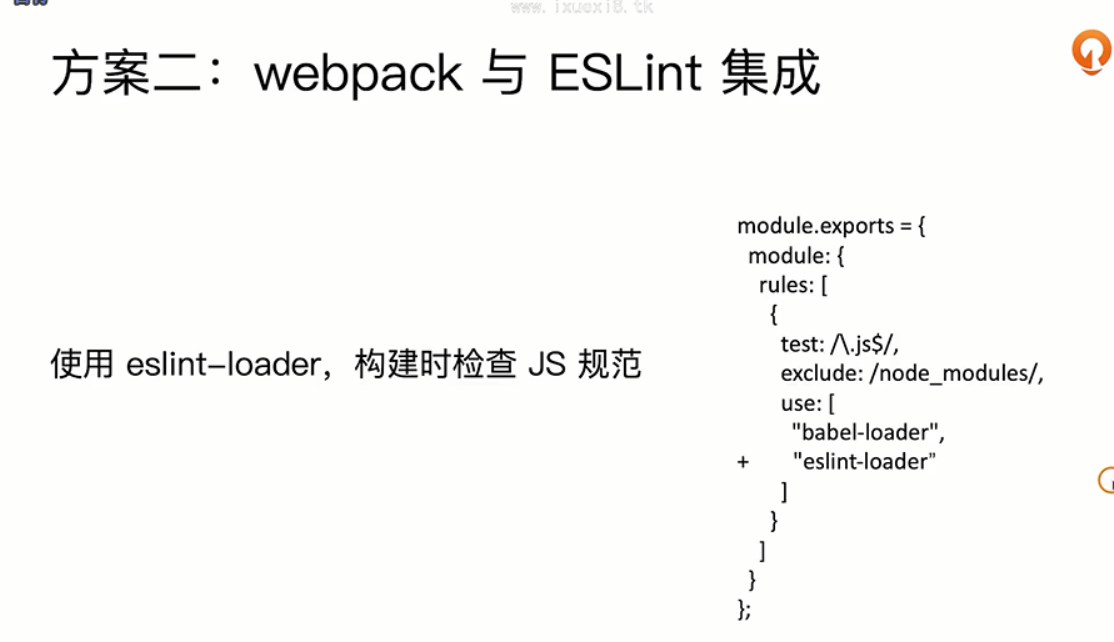 www. ixuexi8. tk
方案二：webpack 与 ESLint 集成
使用 eslint-loader，构建时检查 JS 规范
module.exports = {
module: {
rules: [
{
test: /\.js$/,
exclude: /node_modules/,
use: [
"babel-loader",
+ "eslint-loader”
]
}
]
}
};